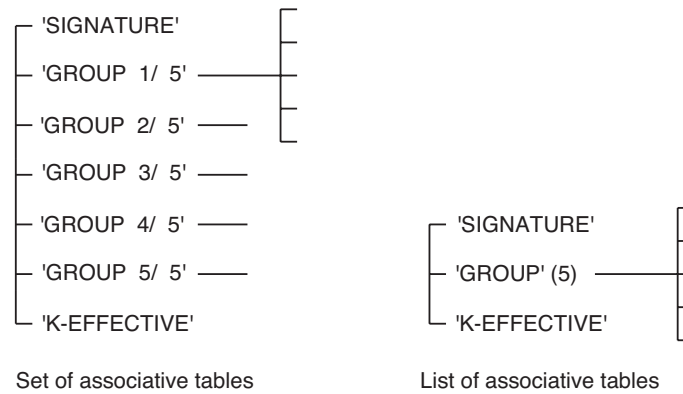 'SIGNATURE'
'GROUP 1/ 5'
'GROUP 2/ 5'
'GROUP 3/ 5'
'GROUP 4/ 5'
'GROUP 5/ 5'
'K-EFFECTIVE'
Set of associative tables
'SIGNATURE'
'GROUP' (5)
'K-EFFECTIVE'
List of associative tables